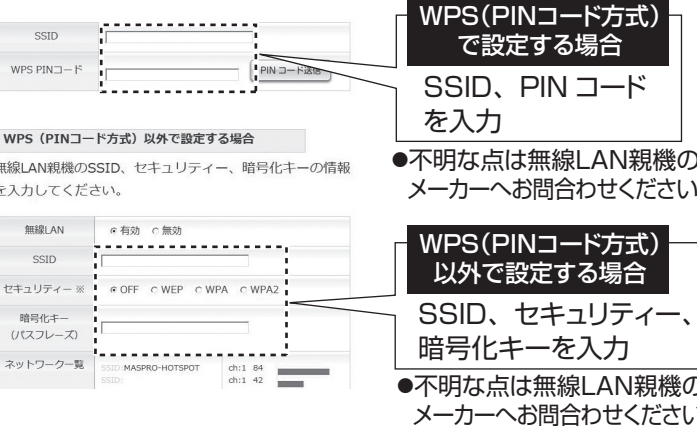 SSID
WPS PINコード
PIN コード送信
WPS(PINコード方式)
で設定する場合
SSID、PIN コード
を入力
●不明な点は無線LAN親機の
メーカーへお問合わせください
WPS（PINコード方式）以外で設定する場合
無線LAN親機のSSID、セキュリティー、暗号化キーの情報
を入力してください。
無線LAN
有効 無効
SSID
セキュリティー ※
OFF WEP WPA WPA2
暗号化キー
(パスフレーズ)
ネットワーク一覧
SSID:MASPRO-HOTSPOT ch:1 84
SSID: ch:1 42
WPS(PINコード方式)
以外で設定する場合
SSID、セキュリティー、
暗号化キーを入力
●不明な点は無線LAN親機の
メーカーへお問合わせください